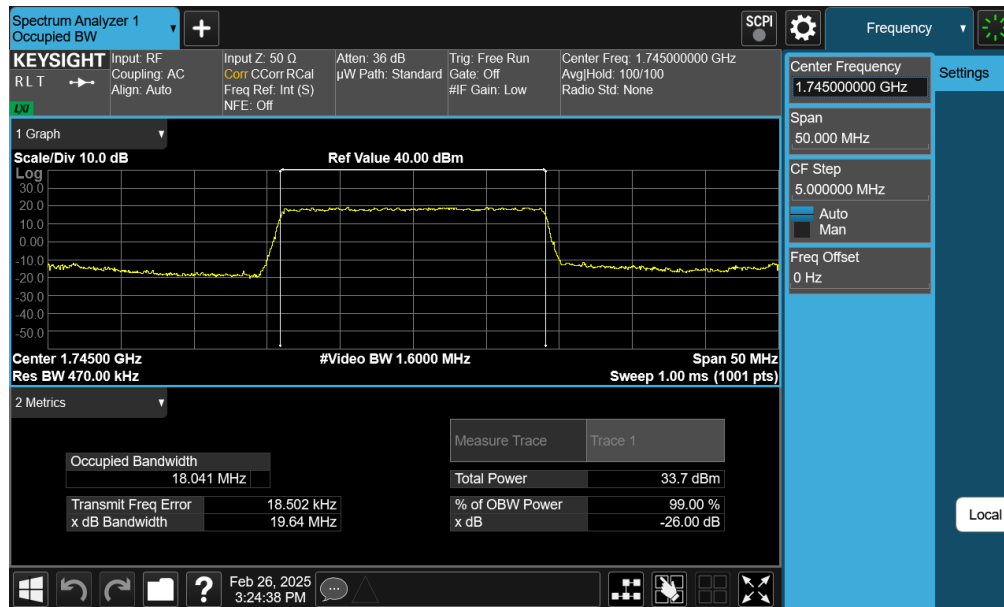 Spectrum Analyzer 1
Occupied BW
+
SCPI
Frequency
KEYSIGHT
RLT
LXI
Input: RF
Coupling: AC
Align: Auto
Input Z: 50 Ω
Corr CCorr RCal
Freq Ref: Int (S)
NFE: Off
Atten: 36 dB
µW Path: Standard
Trig: Free Run
Gate: Off
#IF Gain: Low
Center Freq: 1.745000000 GHz
Avg|Hold: 100/100
Radio Std: None
Center Frequency
1.745000000 GHz
Settings
Span
50.000 MHz
CF Step
5.000000 MHz
Auto
Man
Freq Offset
0 Hz
Local
1 Graph
Scale/Div 10.0 dB
Ref Value 40.00 dBm
Log
30.0
20.0
10.0
0.00
-10.0
-20.0
-30.0
-40.0
-50.0
Center 1.74500 GHz
#Video BW 1.6000 MHz
Span 50 MHz
Res BW 470.00 kHz
Sweep 1.00 ms (1001 pts)
2 Metrics
Measure Trace
Trace 1
Occupied Bandwidth
18.041 MHz
Total Power
33.7 dBm
Transmit Freq Error
18.502 kHz
% of OBW Power
99.00 %
x dB Bandwidth
19.64 MHz
x dB
-26.00 dB
?
Feb 26, 2025
3:24:38 PM